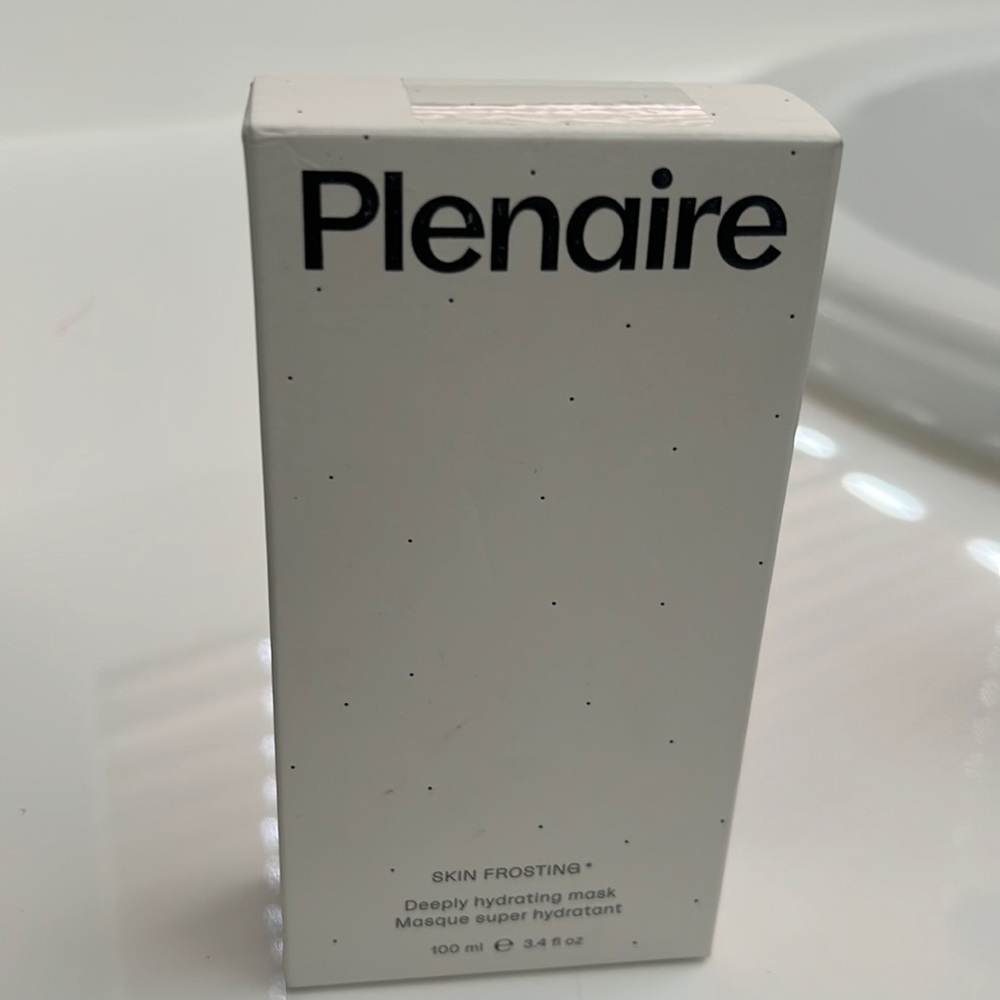 Plenaire
SKIN FROSTING*
Deeply hydrating mask
Masque super hydratant
100 ml ℮ 3.4 fl oz